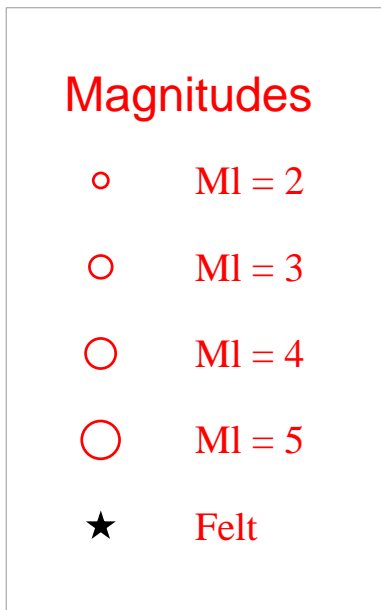 Magnitudes
Ml = 2
Ml = 3
Ml = 4
Ml = 5
Felt